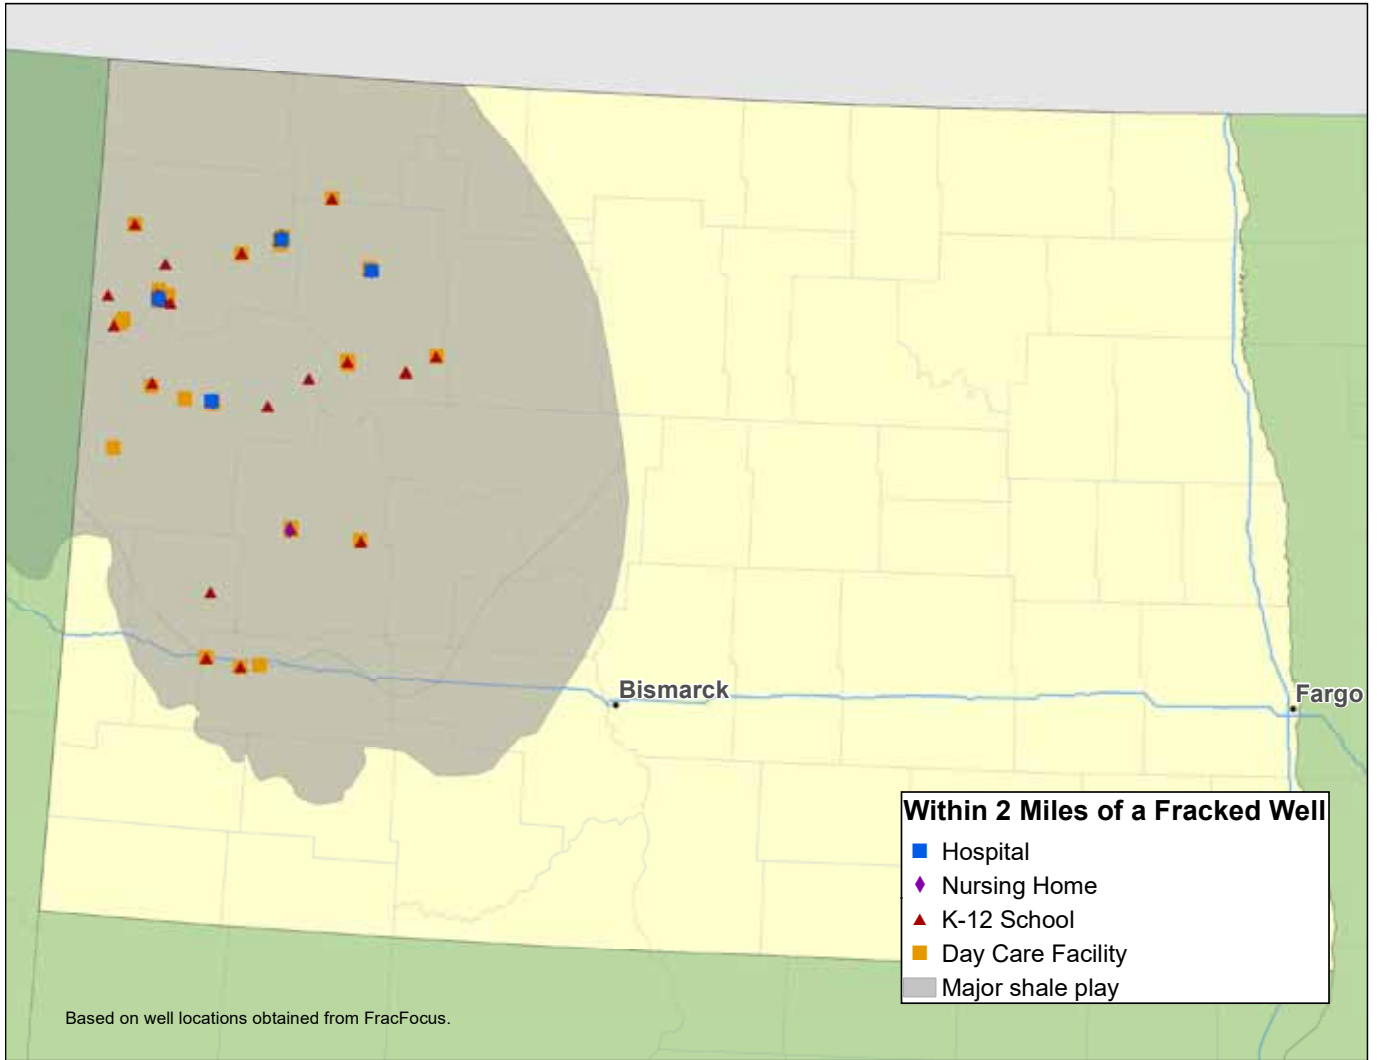 Bismarck
Fargo
Within 2 Miles of a Fracked Well
Hospital
Nursing Home
K-12 School
Day Care Facility
Major shale play
Based on well locations obtained from FracFocus.